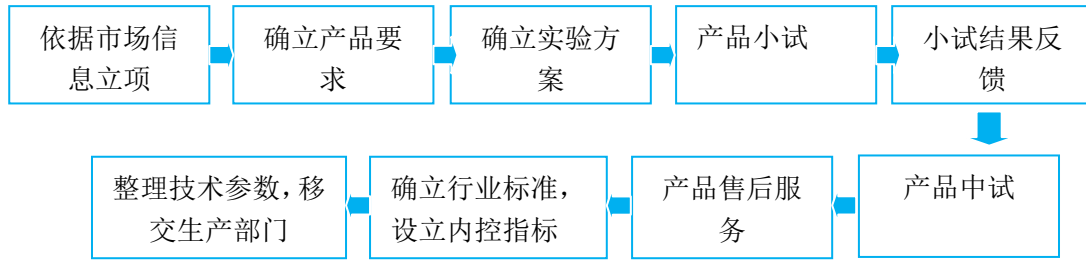 依据市场信
息立项
确立产品要
求
确立实验方
案
产品小试
小试结果反
馈
产品中试
产品售后服
务
确立行业标准，
设立内控指标
整理技术参数，移
交生产部门